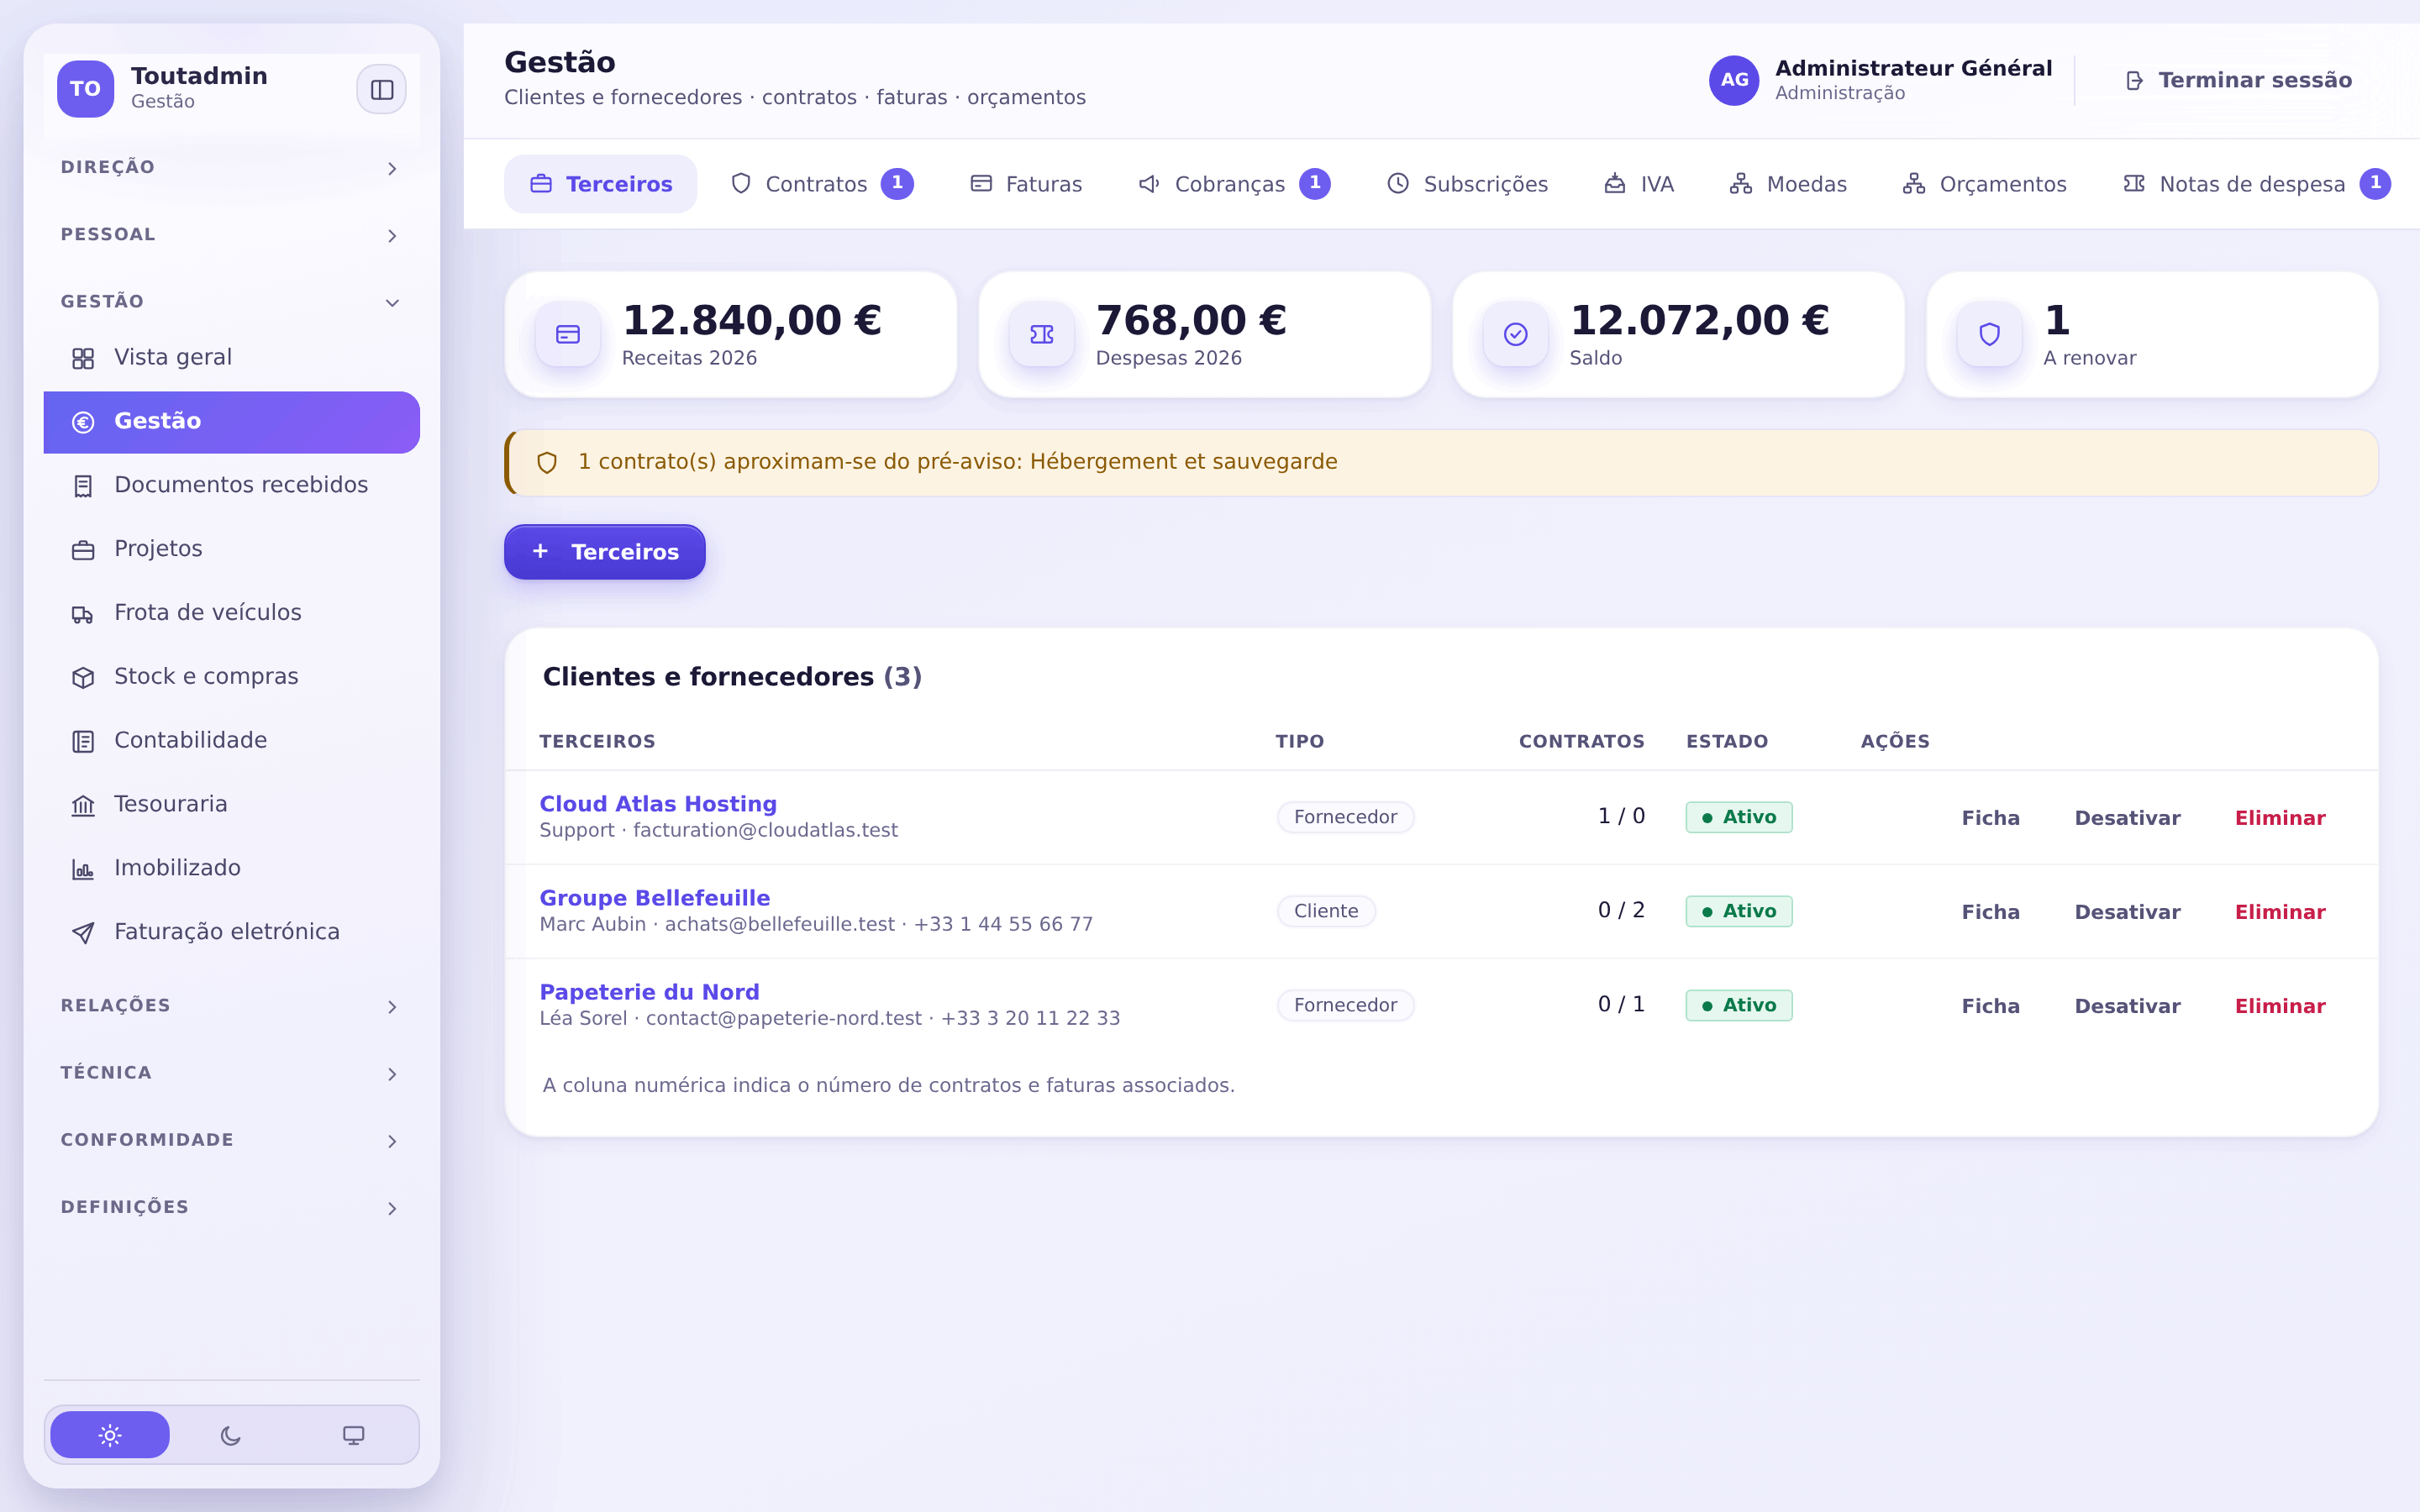 TO
Toutadmin
Gestão
DIREÇÃO
PESSOAL
GESTÃO
Vista geral
Gestão
Documentos recebidos
Projetos
Frota de veículos
Stock e compras
Contabilidade
Tesouraria
Imobilizado
Faturação eletrónica
RELAÇÕES
TÉCNICA
CONFORMIDADE
DEFINIÇÕES
Gestão
Clientes e fornecedores · contratos · faturas · orçamentos
AG
Administrateur Général
Administração
Terminar sessão
Terceiros
Contratos 1
Faturas
Cobranças 1
Subscrições
IVA
Moedas
Orçamentos
Notas de despesa 1
12.840,00 €
Receitas 2026
768,00 €
Despesas 2026
12.072,00 €
Saldo
1
A renovar
1 contrato(s) aproximam-se do pré-aviso: Hébergement et sauvegarde
+ Terceiros
Clientes e fornecedores (3)
TERCEIROS TIPO CONTRATOS ESTADO AÇÕES
Cloud Atlas Hosting
Support · facturation@cloudatlas.test
Fornecedor 1 / 0 Ativo Ficha Desativar Eliminar
Groupe Bellefeuille
Marc Aubin · achats@bellefeuille.test · +33 1 44 55 66 77
Cliente 0 / 2 Ativo Ficha Desativar Eliminar
Papeterie du Nord
Léa Sorel · contact@papeterie-nord.test · +33 3 20 11 22 33
Fornecedor 0 / 1 Ativo Ficha Desativar Eliminar
A coluna numérica indica o número de contratos e faturas associados.